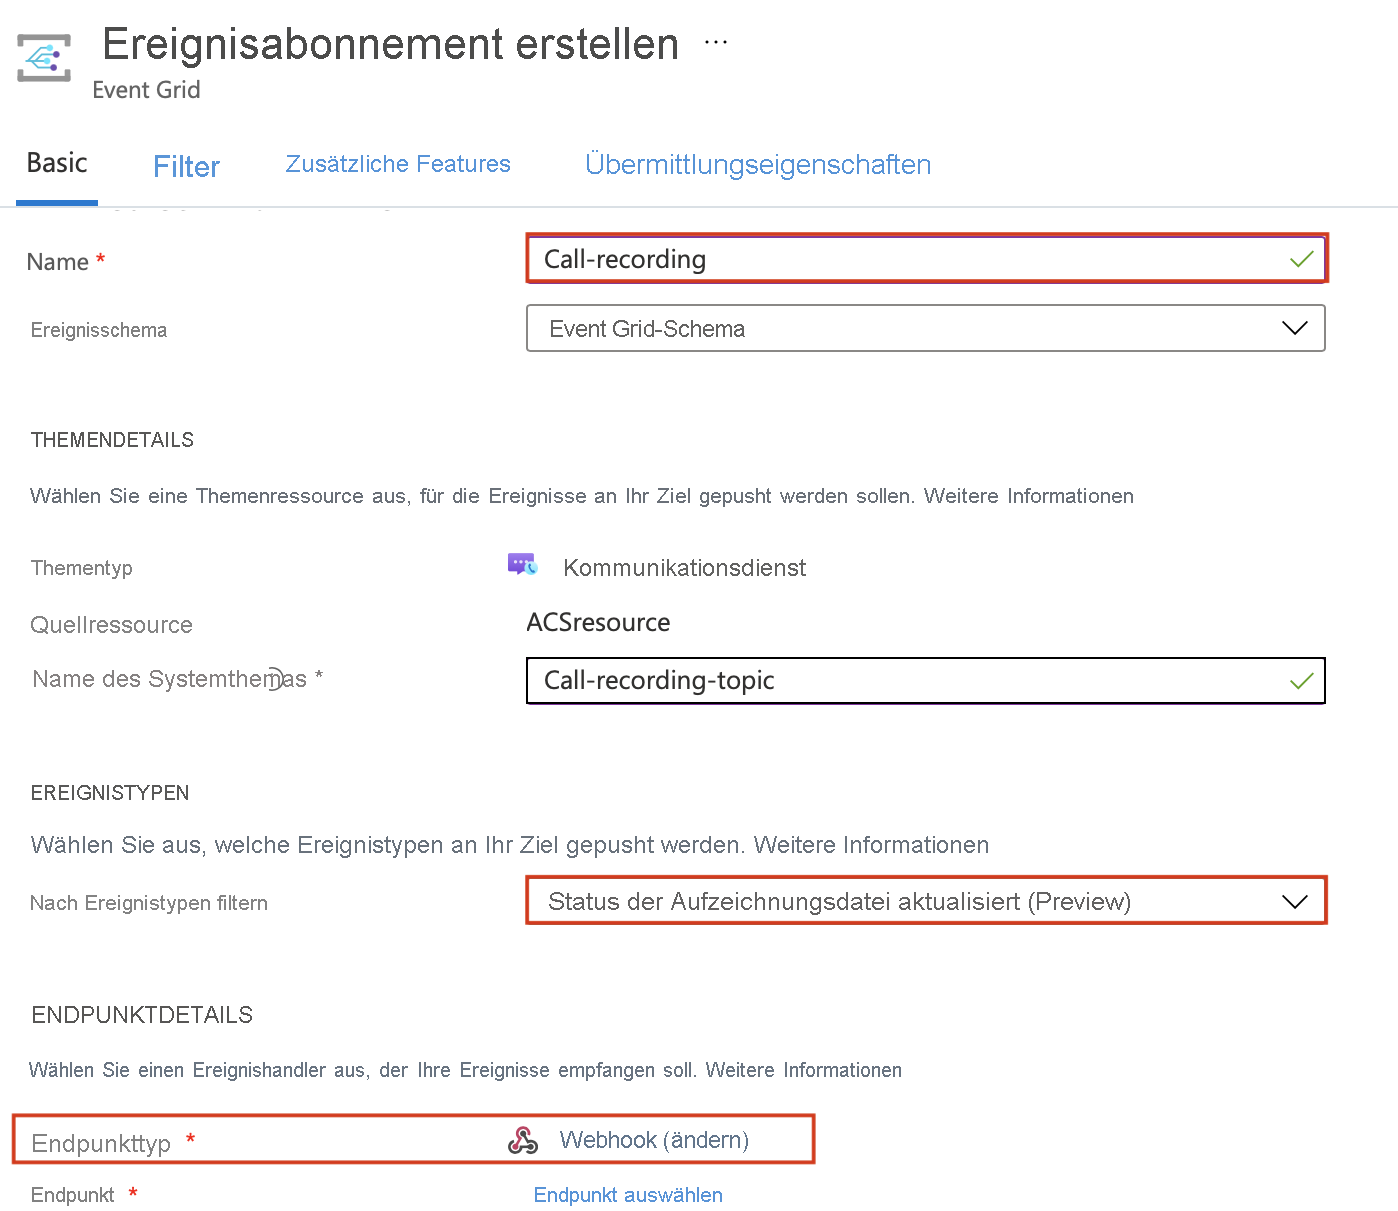 Ereignisabonnement erstellen ...
Event Grid
Basic Filter Zusätzliche Features Übermittlungseigenschaften
Name * Call-recording
Ereignisschema Event Grid-Schema
THEMENDETAILS
Wählen Sie eine Themenressource aus, für die Ereignisse an Ihr Ziel gepusht werden sollen. Weitere Informationen
Thementyp Kommunikationsdienst
Quellressource ACSresource
Name des Systemthemas * Call-recording-topic
EREIGNISTYPEN
Wählen Sie aus, welche Ereignistypen an Ihr Ziel gepusht werden. Weitere Informationen
Nach Ereignistypen filtern Status der Aufzeichnungsdatei aktualisiert (Preview)
ENDPUNKTDETAILS
Wählen Sie einen Ereignishandler aus, der Ihre Ereignisse empfangen soll. Weitere Informationen
Endpunkttyp * Webhook (ändern)
Endpunkt * Endpunkt auswählen